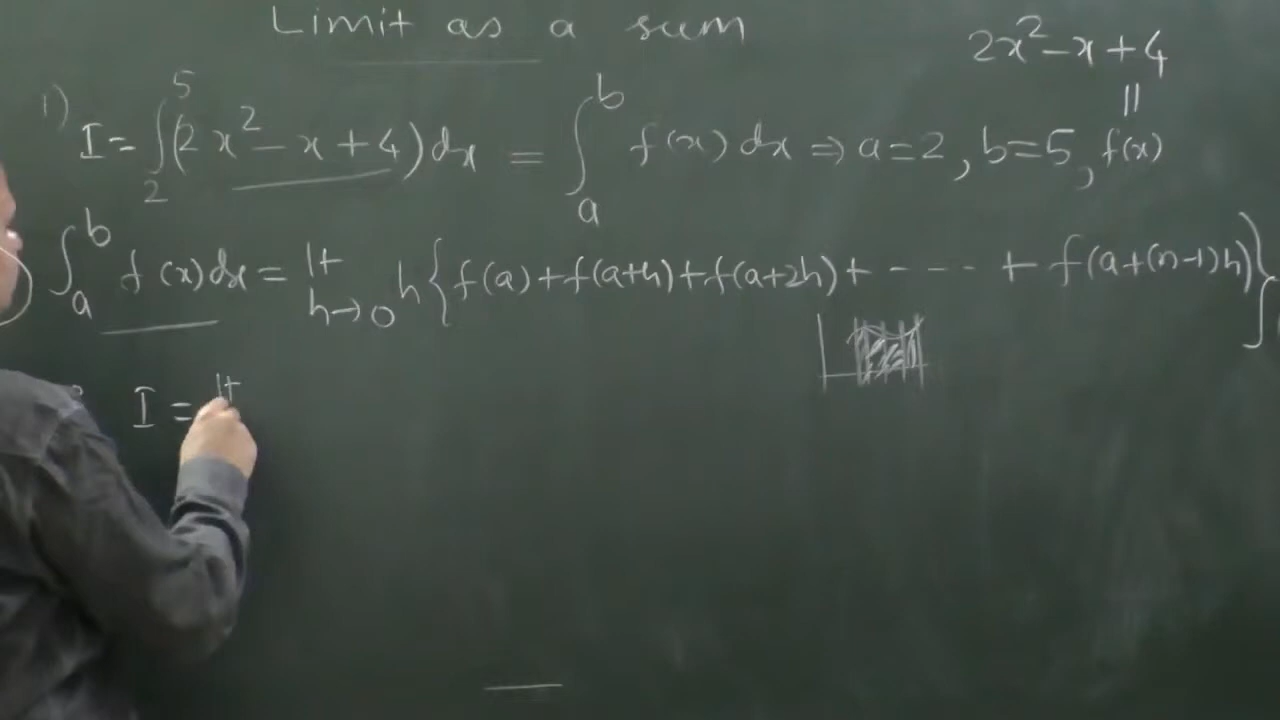 Limit as a sum
2x² – x + 4
||
1) I = ∫₂⁵ (2x² – x + 4) dx = ∫ₐᵇ f(x) dx ⇒ a=2, b=5, f(x)
∫ₐᵇ f(x) dx = lt h→0 h { f(a) + f(a+h) + f(a+2h) + - - - - + f(a+(n-1)h) }
I = lt